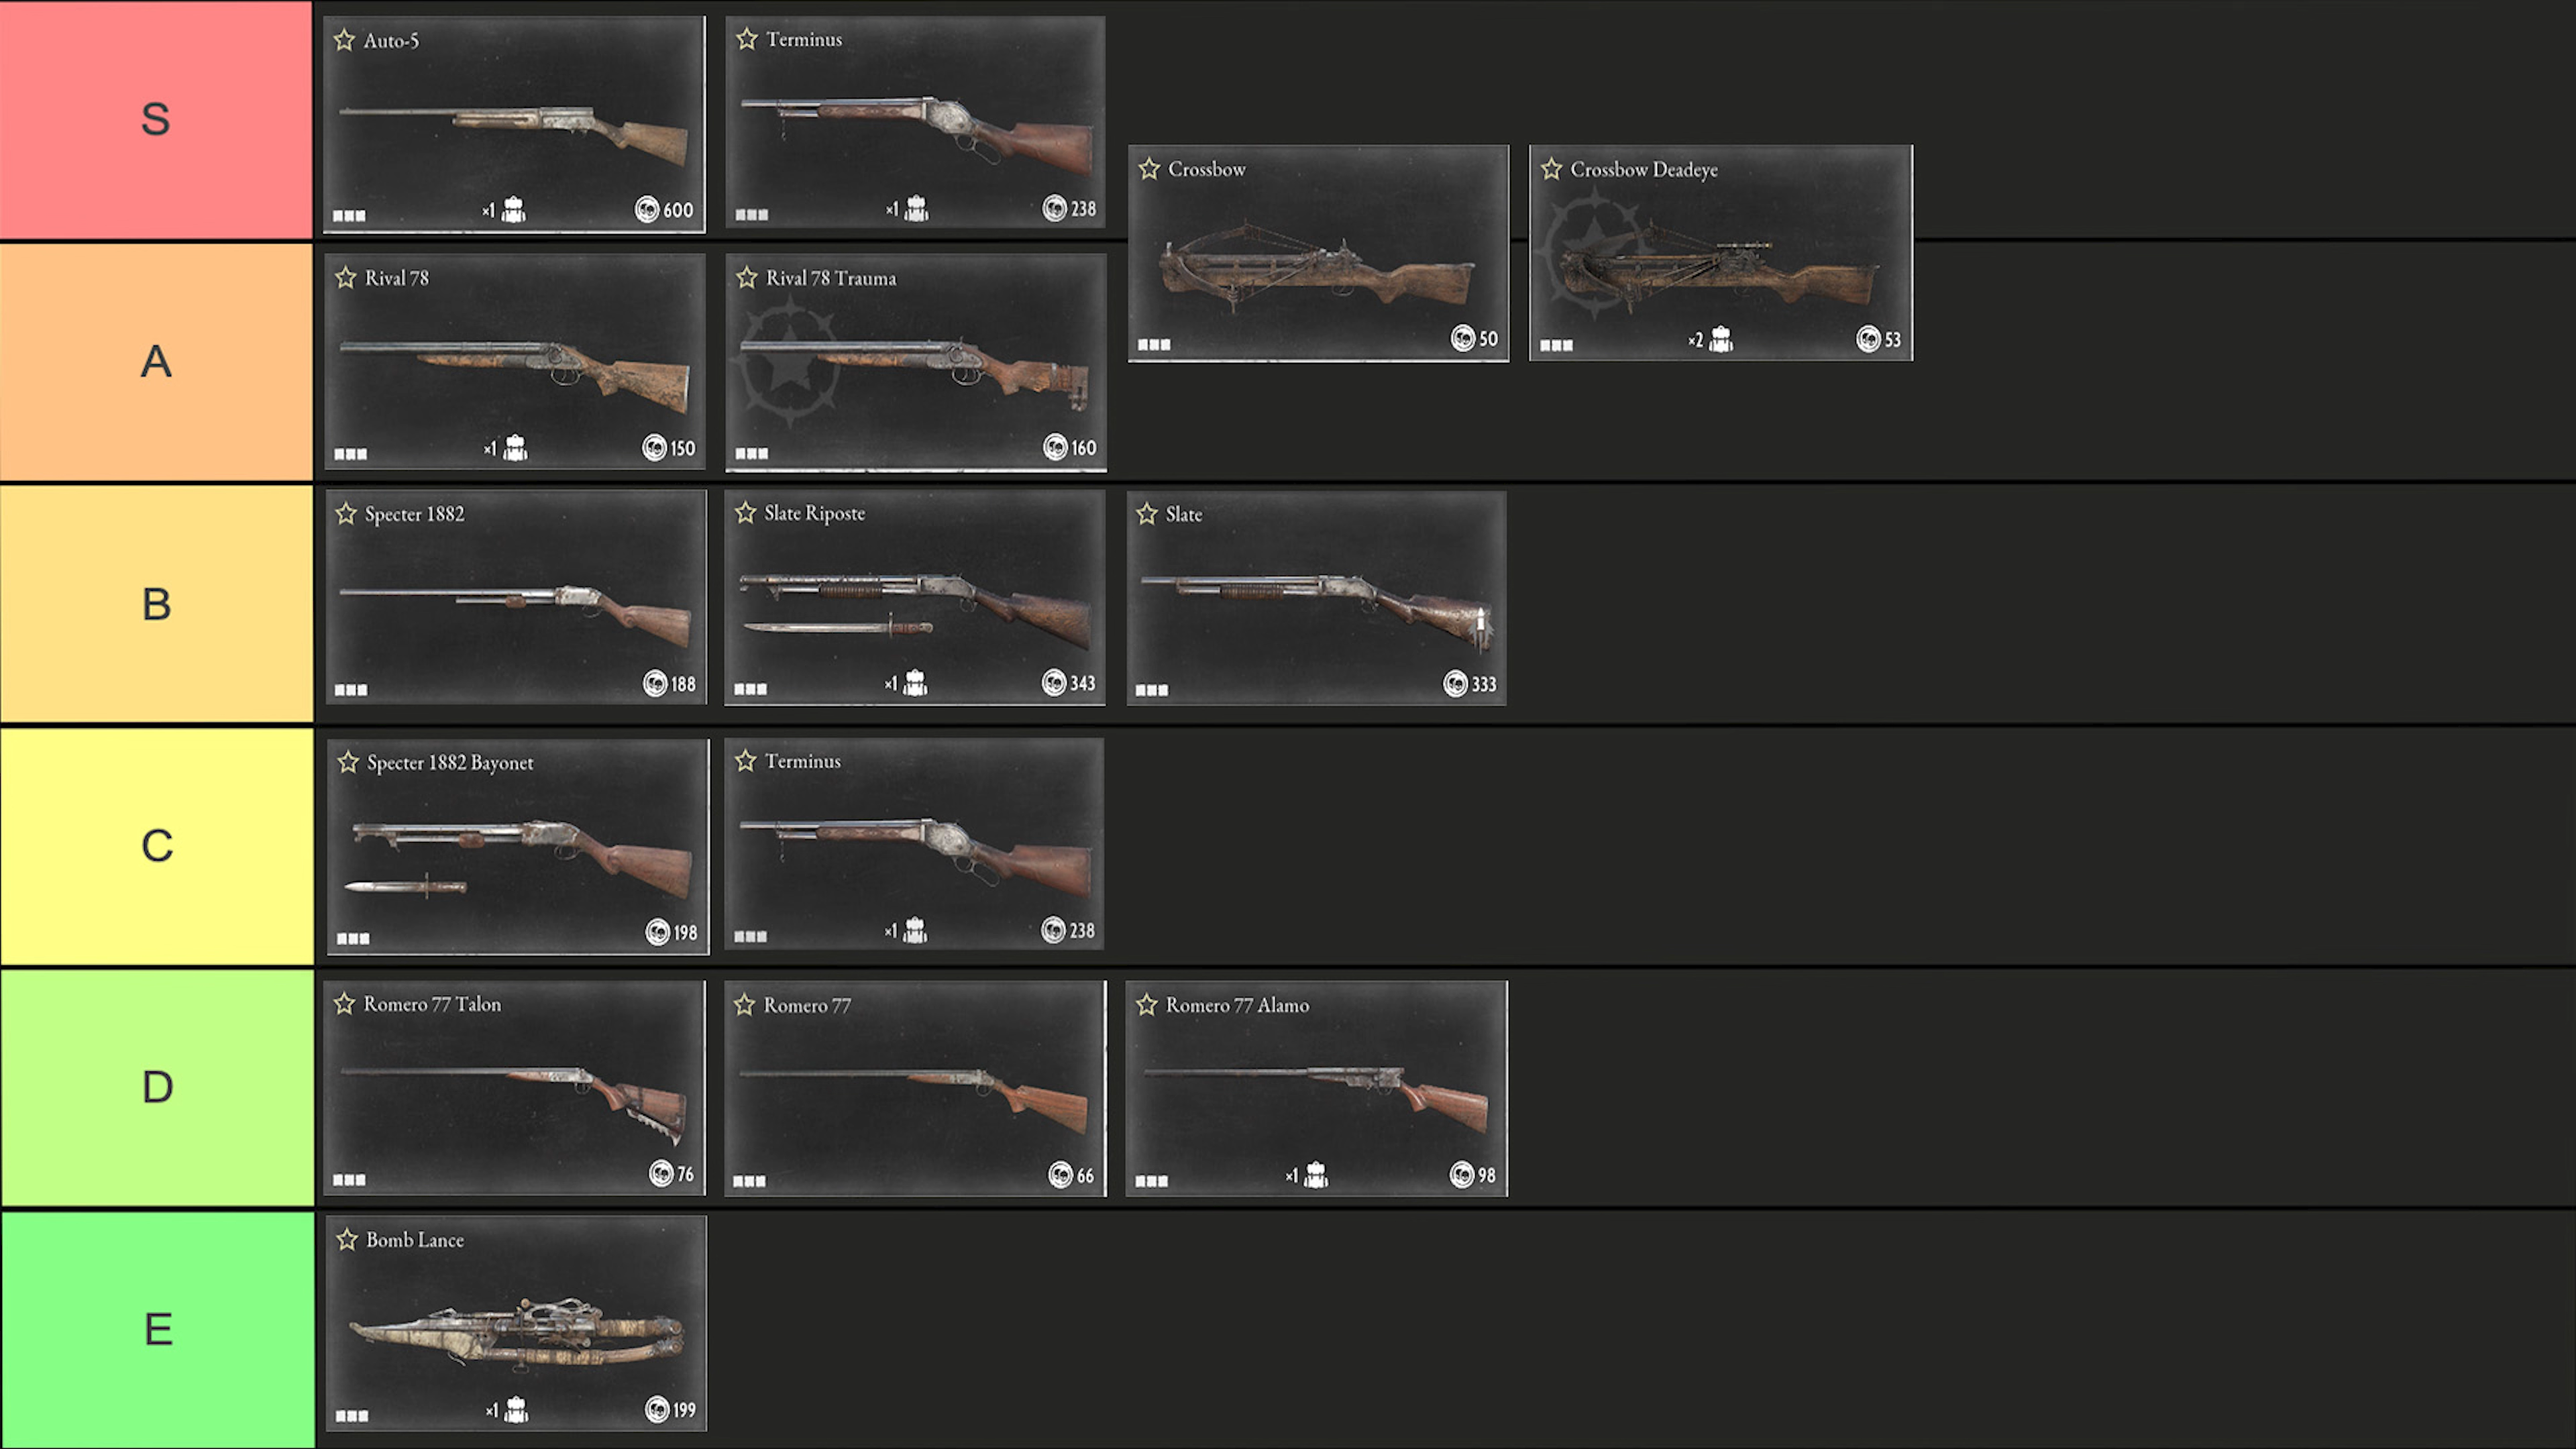 S
Auto-5
×1 600
Terminus
×1 238
Crossbow
50
Crossbow Deadeye
×2 53
A
Rival 78
×1 150
Rival 78 Trauma
160
B
Specter 1882
188
Slate Riposte
×1 343
Slate
333
C
Specter 1882 Bayonet
198
Terminus
×1 238
D
Romero 77 Talon
76
Romero 77
66
Romero 77 Alamo
×1 98
E
Bomb Lance
×1 199